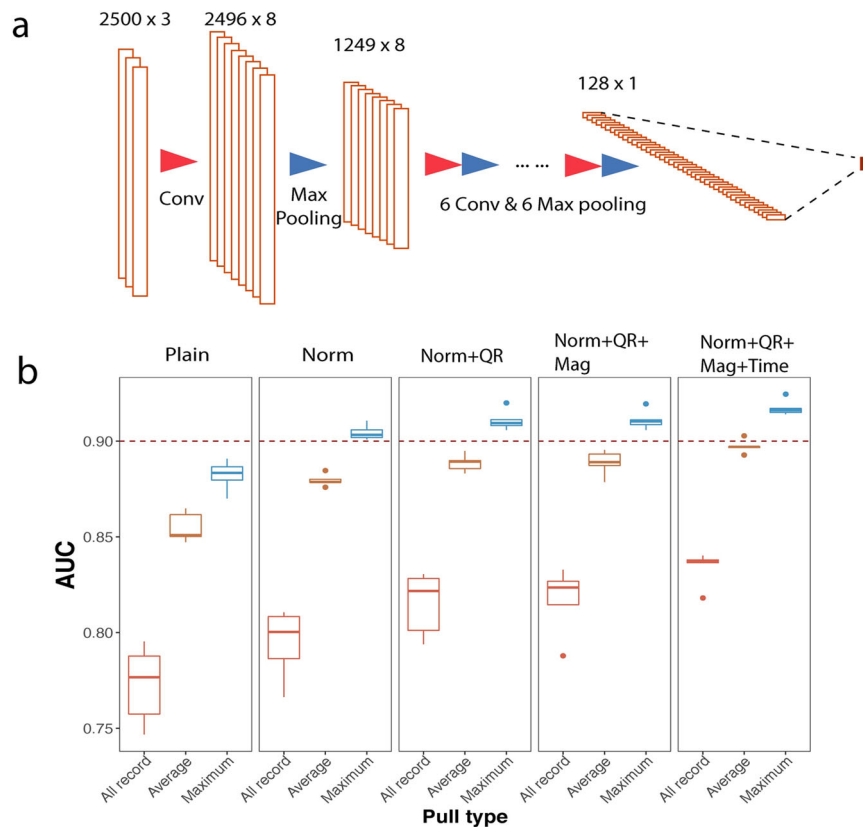 a
2500 x 3
2496 x 8
1249 x 8
128 x 1
Conv
Max
Pooling
... ...
6 Conv & 6 Max pooling
b
Plain
Norm
Norm+QR
Norm+QR+
Mag
Norm+QR+
Mag+Time
AUC
0.90
0.85
0.80
0.75
All record
Average
Maximum
All record
Average
Maximum
All record
Average
Maximum
All record
Average
Maximum
All record
Average
Maximum
Pull type